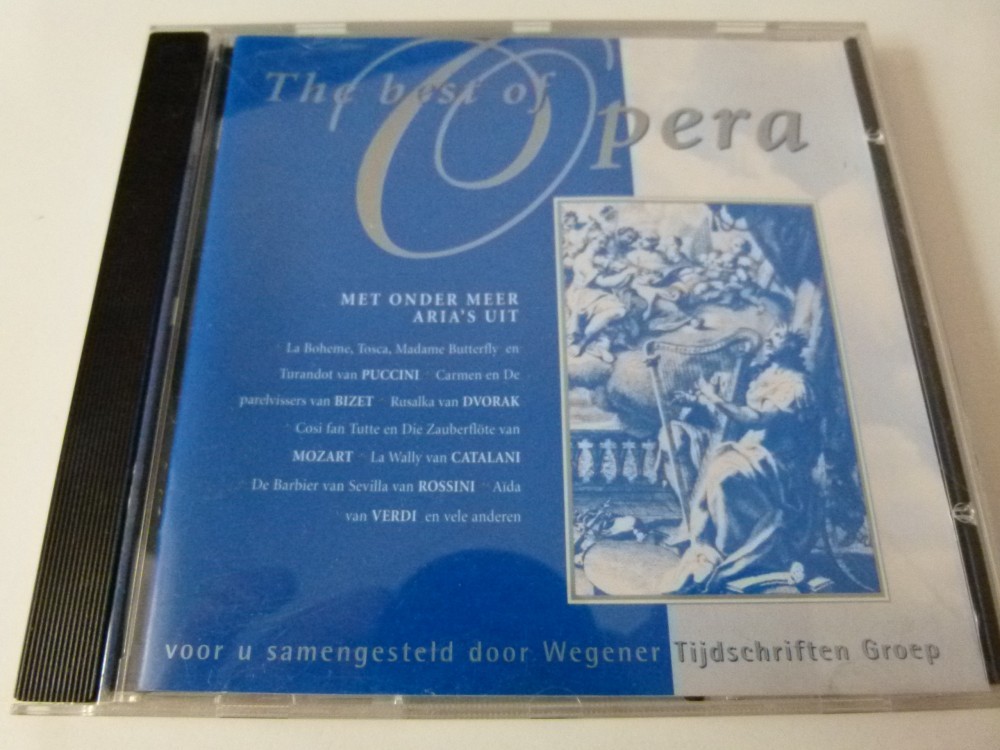 The best of Opera
MET ONDER MEER
ARIA'S UIT
La Boheme, Tosca, Madame Butterfly en
Turandot van PUCCINI Carmen en De
parelvissers van BIZET Rusalka van DVORAK
Cosi fan Tutte en Die Zauberflöte van
MOZART La Wally van CATALANI
De Barbier van Sevilla van ROSSINI Aïda
van VERDI en vele anderen
voor u samengesteld door Wegener Tijdschriften Groep